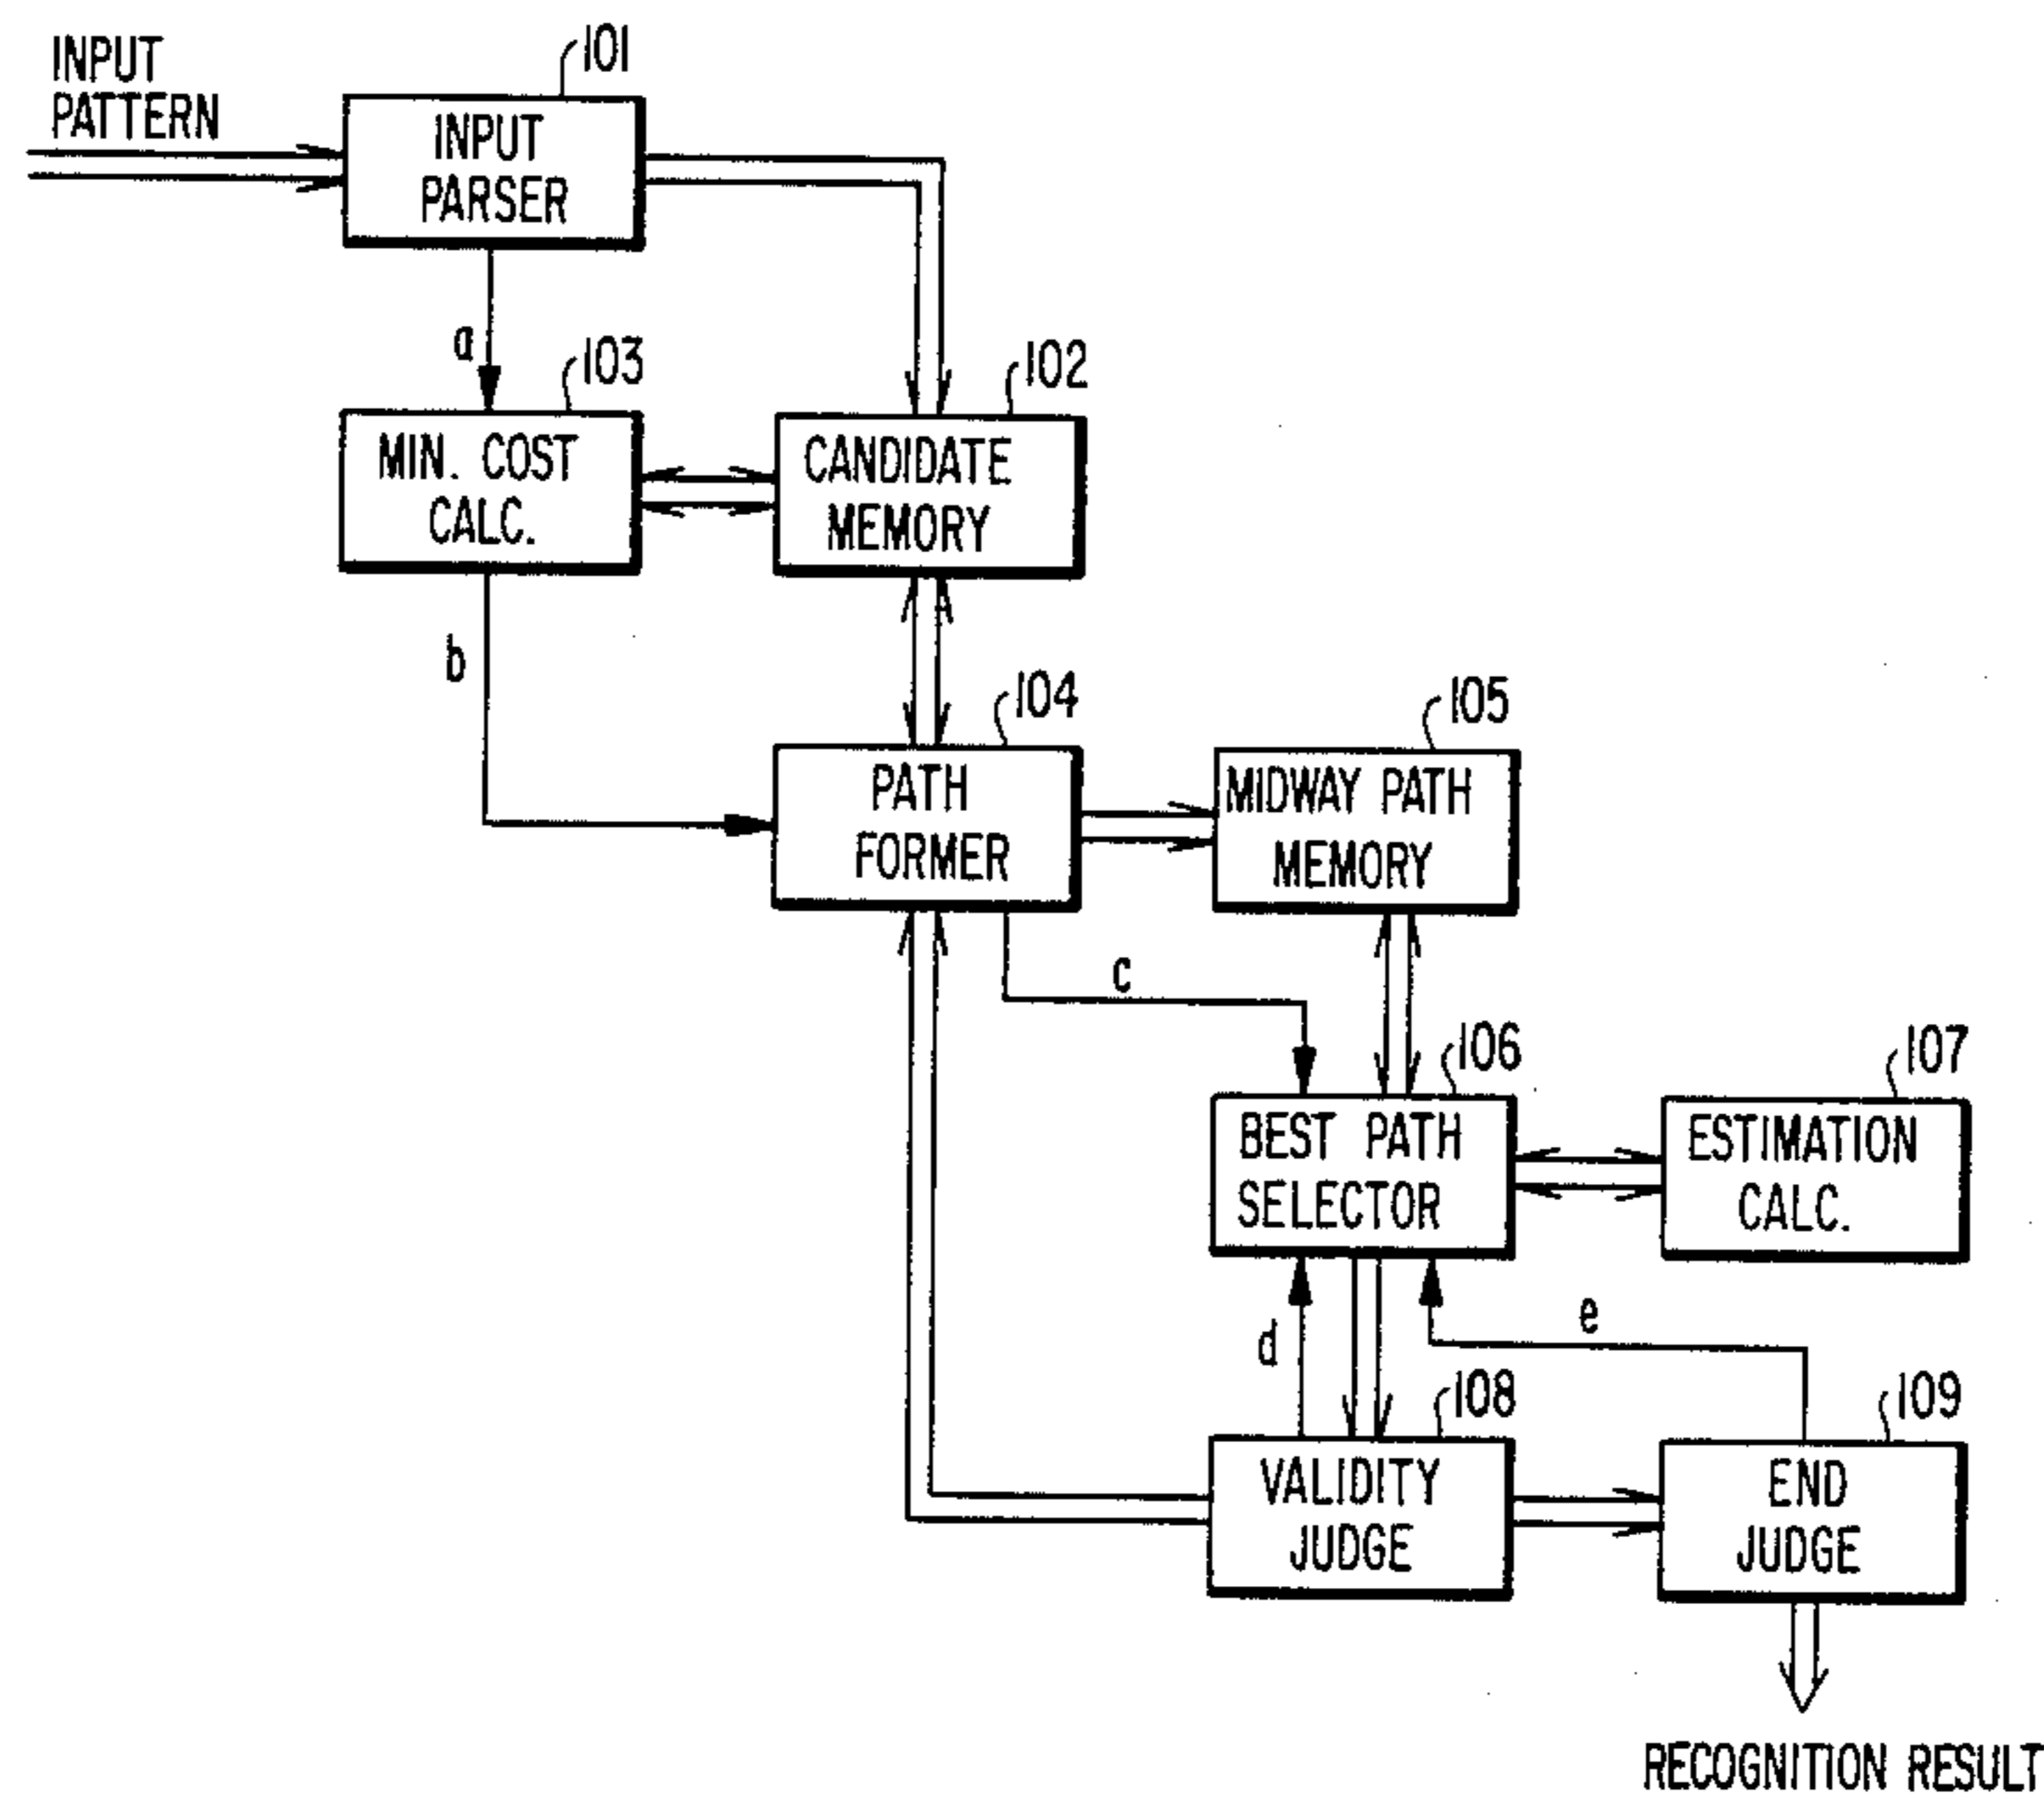 INPUT
PATTERN
101
INPUT
PARSER
a
103
MIN. COST
CALC.
102
CANDIDATE
MEMORY
b
104
PATH
FORMER
105
MIDWAY PATH
MEMORY
c
106
BEST PATH
SELECTOR
107
ESTIMATION
CALC.
d
e
108
VALIDITY
JUDGE
109
END
JUDGE
RECOGNITION RESULT